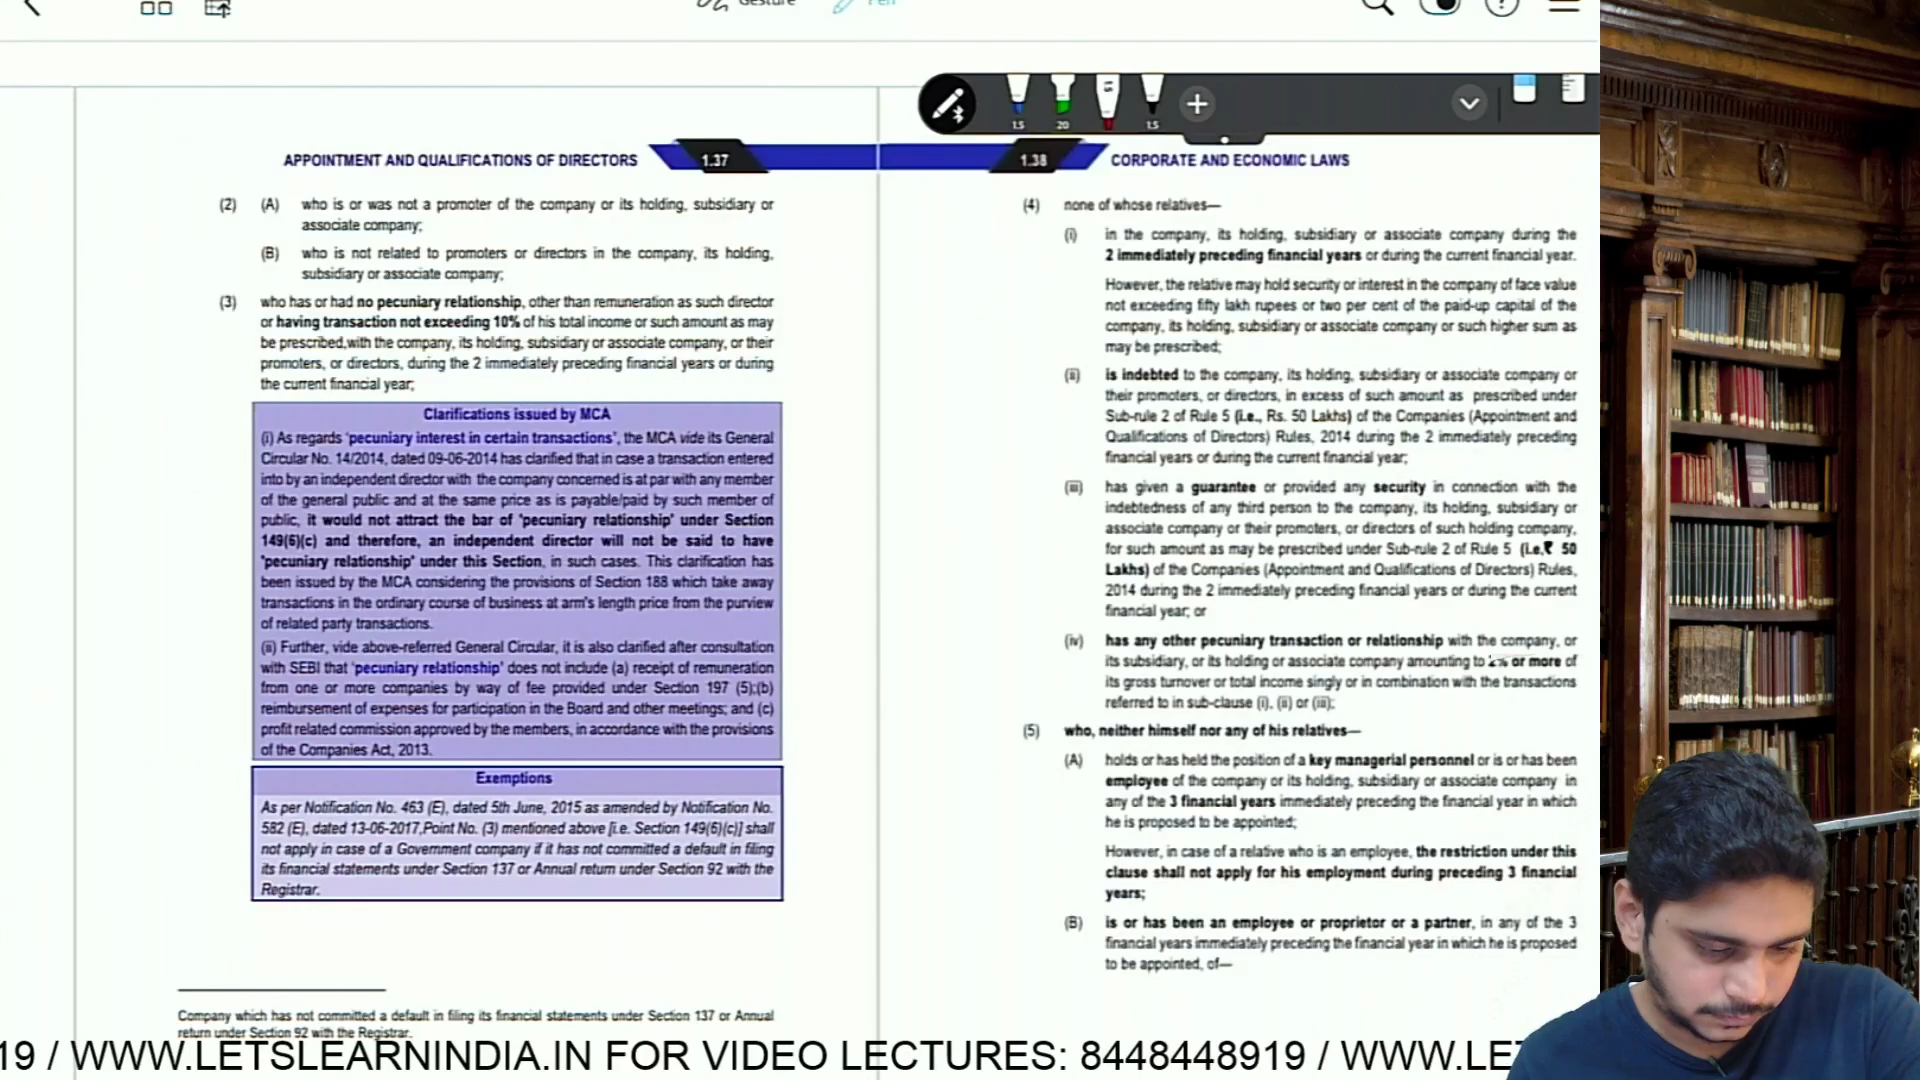 Gesture
Pen
15
20
15
15
APPOINTMENT AND QUALIFICATIONS OF DIRECTORS 1.37
(2) (A) who is or was not a promoter of the company or its holding, subsidiary or
associate company;
(B) who is not related to promoters or directors in the company, its holding,
subsidiary or associate company;
(3) who has or had no pecuniary relationship, other than remuneration as such director
or having transaction not exceeding 10% of his total income or such amount as may
be prescribed,with the company, its holding, subsidiary or associate company, or their
promoters, or directors, during the 2 immediately preceding financial years or during
the current financial year;
Clarifications issued by MCA
(i) As regards 'pecuniary interest in certain transactions', the MCA vide its General
Circular No. 14/2014, dated 09-06-2014 has clarified that in case a transaction entered
into by an independent director with the company concerned is at par with any member
of the general public and at the same price as is payable/paid by such member of
public, it would not attract the bar of 'pecuniary relationship' under Section
149(6)(c) and therefore, an independent director will not be said to have
'pecuniary relationship' under this Section, in such cases. This clarification has
been issued by the MCA considering the provisions of Section 188 which take away
transactions in the ordinary course of business at arm's length price from the purview
of related party transactions.
(ii) Further, vide above-referred General Circular, it is also clarified after consultation
with SEBI that 'pecuniary relationship' does not include (a) receipt of remuneration
from one or more companies by way of fee provided under Section 197 (5);(b)
reimbursement of expenses for participation in the Board and other meetings; and (c)
profit related commission approved by the members, in accordance with the provisions
of the Companies Act, 2013.
Exemptions
As per Notification No. 463 (E), dated 5th June, 2015 as amended by Notification No.
582 (E), dated 13-06-2017,Point No. (3) mentioned above [i.e. Section 149(6)(c)] shall
not apply in case of a Government company if it has not committed a default in filing
its financial statements under Section 137 or Annual return under Section 92 with the
Registrar.
Company which has not committed a default in filing its financial statements under Section 137 or Annual
return under Section 92 with the Registrar.
1.38 CORPORATE AND ECONOMIC LAWS
(4) none of whose relatives—
(i) in the company, its holding, subsidiary or associate company during the
2 immediately preceding financial years or during the current financial year.
However, the relative may hold security or interest in the company of face value
not exceeding fifty lakh rupees or two per cent of the paid-up capital of the
company, its holding, subsidiary or associate company or such higher sum as
may be prescribed;
(ii) is indebted to the company, its holding, subsidiary or associate company or
their promoters, or directors, in excess of such amount as prescribed under
Sub-rule 2 of Rule 5 (i.e., Rs. 50 Lakhs) of the Companies (Appointment and
Qualifications of Directors) Rules, 2014 during the 2 immediately preceding
financial years or during the current financial year;
(iii) has given a guarantee or provided any security in connection with the
indebtedness of any third person to the company, its holding, subsidiary or
associate company or their promoters, or directors of such holding company,
for such amount as may be prescribed under Sub-rule 2 of Rule 5 (i.e,₹ 50
Lakhs) of the Companies (Appointment and Qualifications of Directors) Rules,
2014 during the 2 immediately preceding financial years or during the current
financial year; or
(iv) has any other pecuniary transaction or relationship with the company, or
its subsidiary, or its holding or associate company amounting to 2% or more of
its gross turnover or total income singly or in combination with the transactions
referred to in sub-clause (i), (ii) or (iii);
(5) who, neither himself nor any of his relatives—
(A) holds or has held the position of a key managerial personnel or is or has been
employee of the company or its holding, subsidiary or associate company in
any of the 3 financial years immediately preceding the financial year in which
he is proposed to be appointed;
However, in case of a relative who is an employee, the restriction under this
clause shall not apply for his employment during preceding 3 financial
years;
(B) is or has been an employee or proprietor or a partner, in any of the 3
financial years immediately preceding the financial year in which he is proposed
to be appointed, of—
19 / WWW.LETSLEARNINDIA.IN FOR VIDEO LECTURES: 8448448919 / WWW.LE